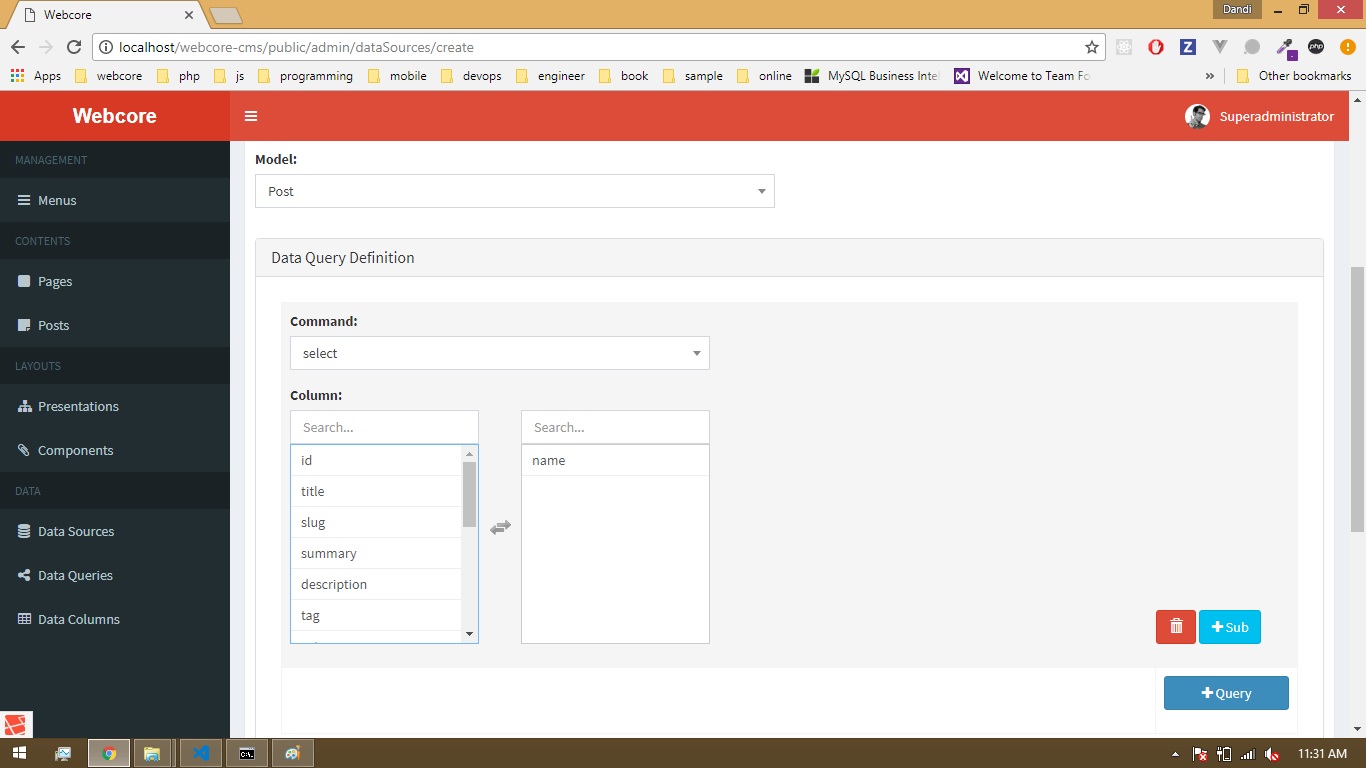 Webcore
Dandi
localhost/webcore-cms/public/admin/dataSources/create
Apps webcore php js programming mobile devops engineer book sample online MySQL Business Inte Welcome to Team Fo » Other bookmarks
Webcore
Superadministrator
MANAGEMENT
Menus
CONTENTS
Pages
Posts
LAYOUTS
Presentations
Components
DATA
Data Sources
Data Queries
Data Columns
Model:
Post
Data Query Definition
Command:
select
Column:
Search... Search...
id name
title
slug
summary
description
tag
Sub
Query
11:31 AM